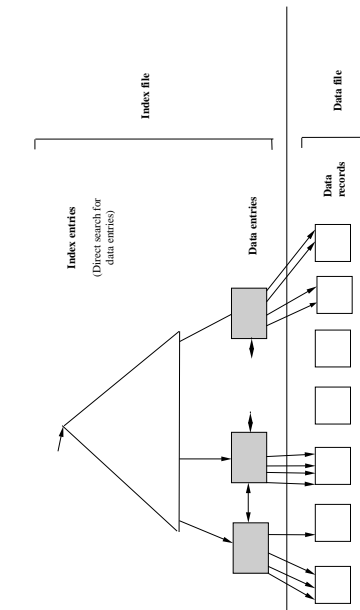 Index entries
(Direct search for
data entries)
Index file
Data entries
Data
records
Data file